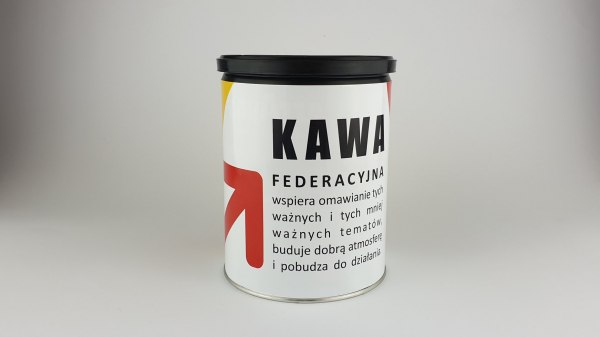 KAWA
FEDERACYJNA
wspiera omawianie tych
ważnych i tych mniej
ważnych tematów,
buduje dobrą atmosferę
i pobudza do działania.